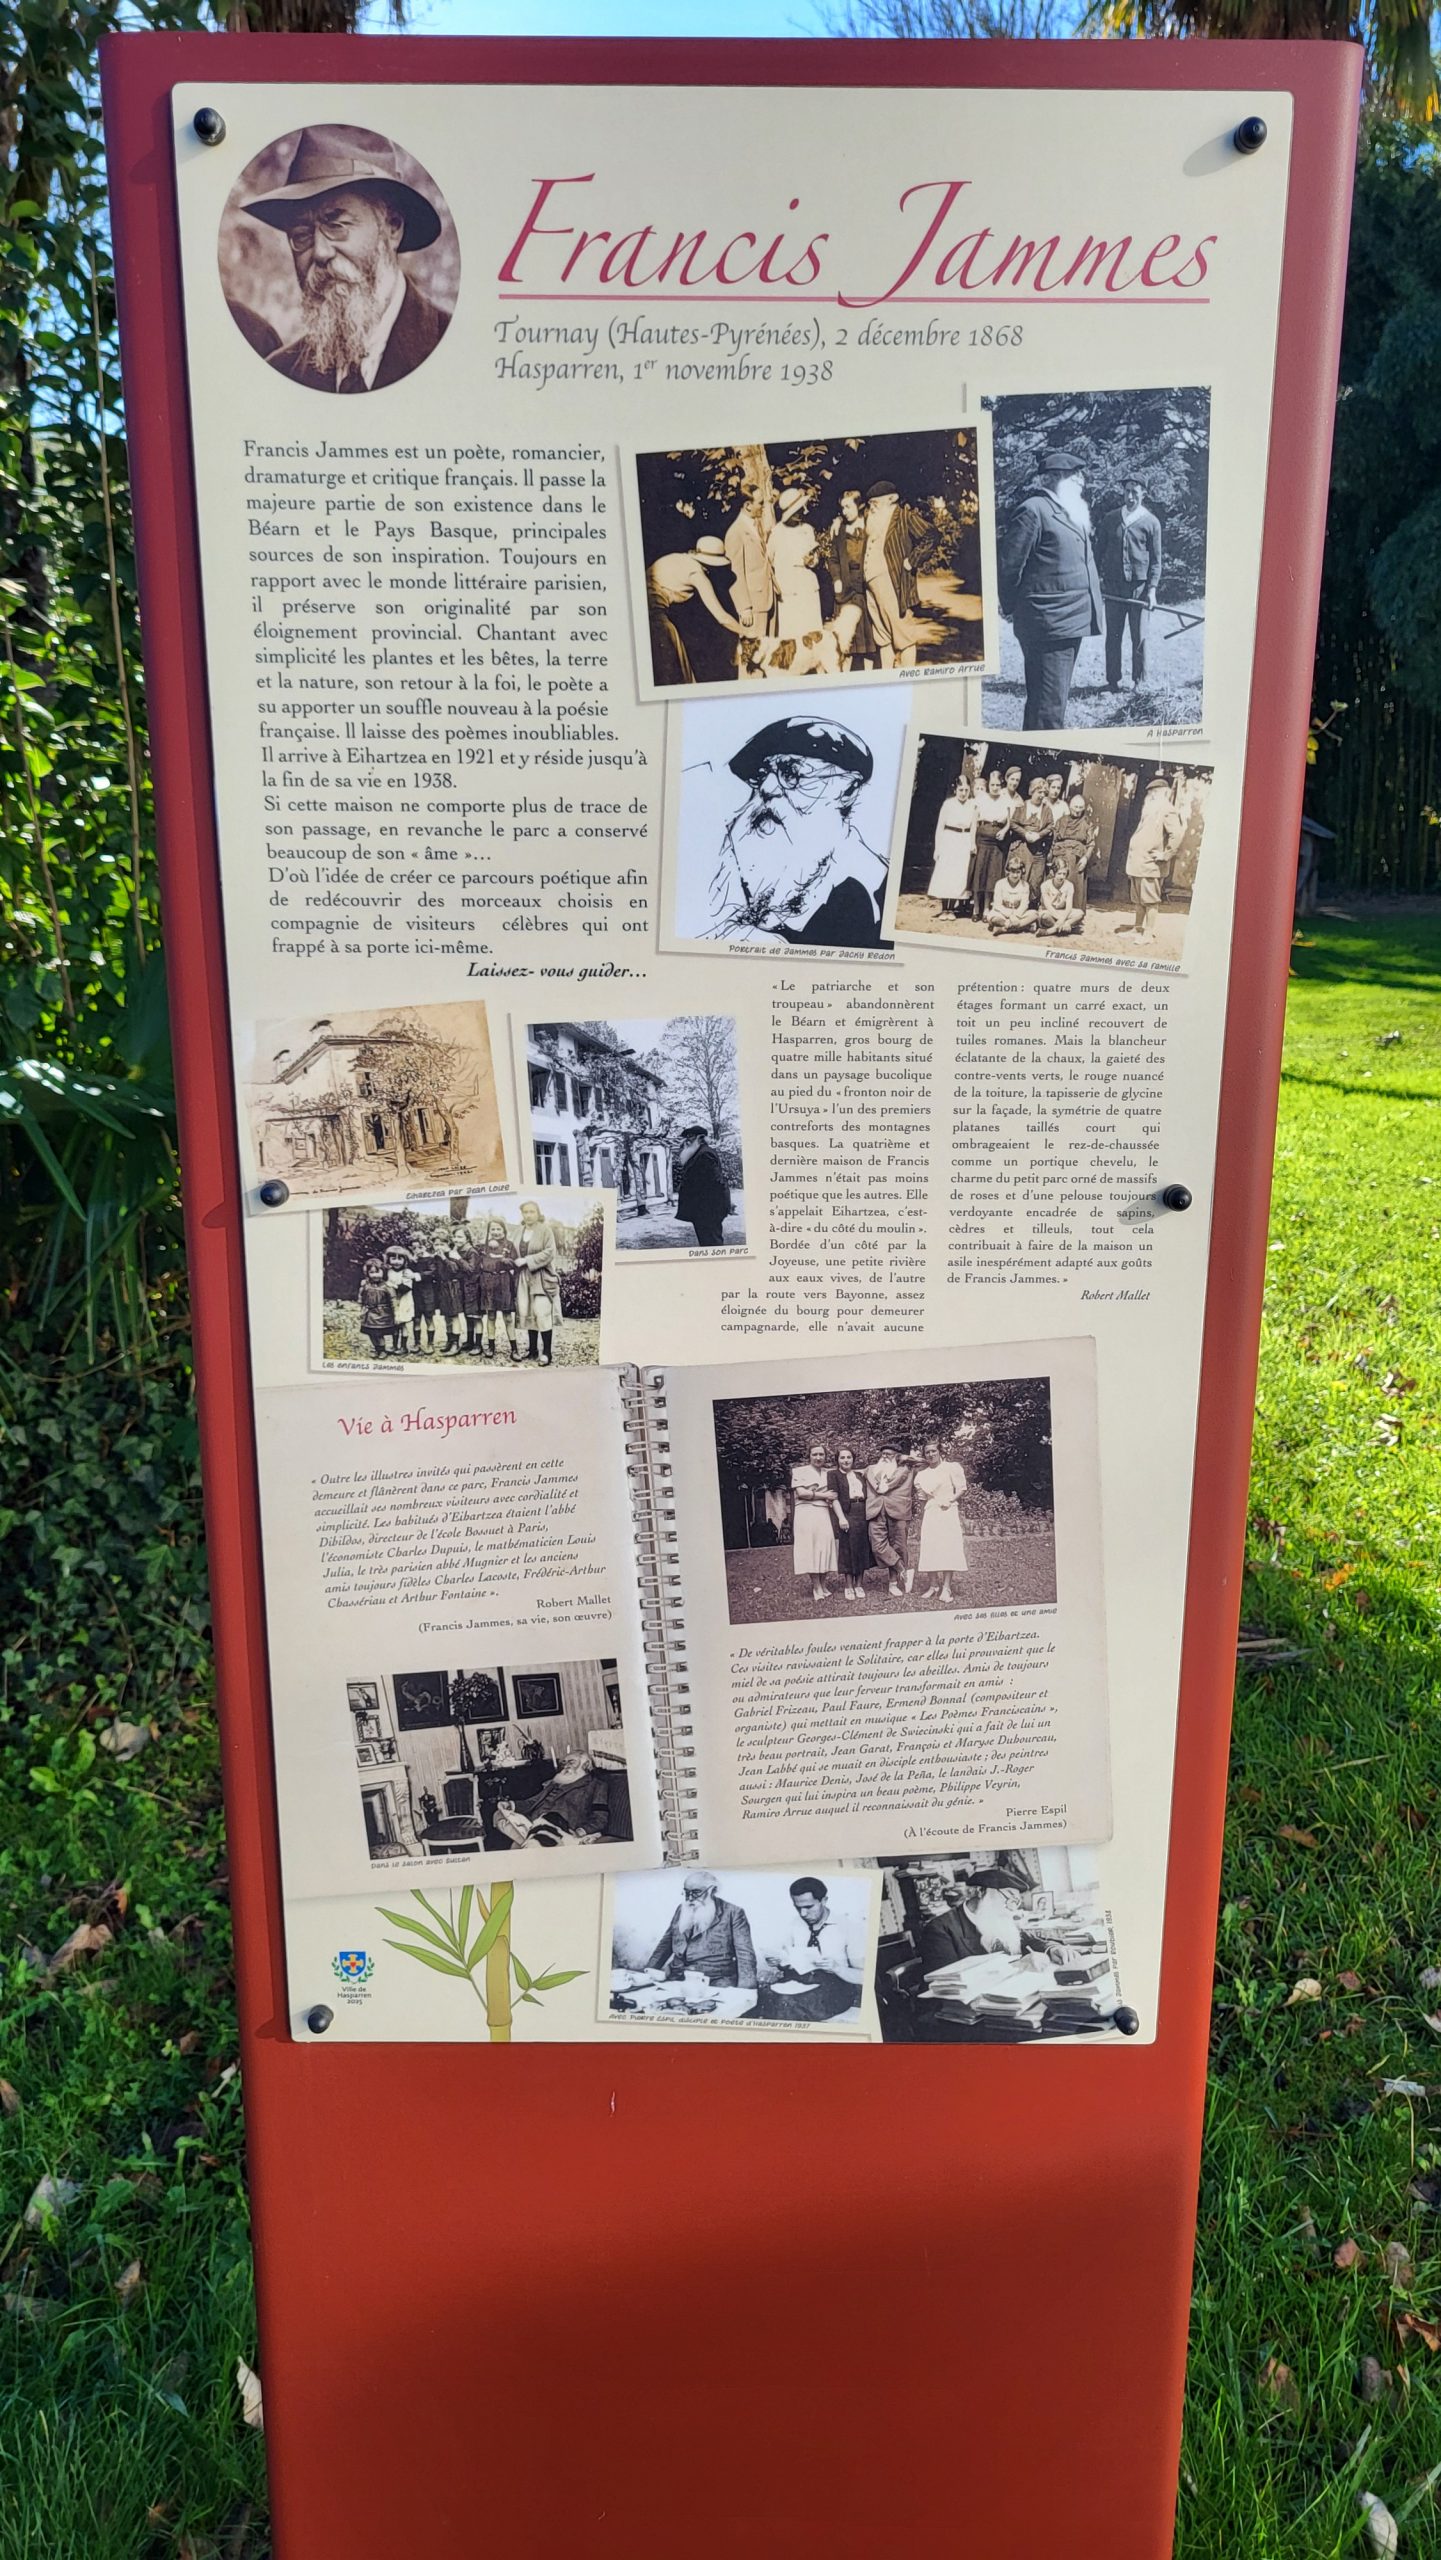 Francis Jammes
Tournay (Hautes-Pyrénées), 2 décembre 1868
Hasparren, 1er novembre 1938
Francis Jammes est un poète, romancier,
dramaturge et critique français. Il passe la
majeure partie de son existence dans le
Béarn et le Pays Basque, principales
sources de son inspiration. Toujours en
rapport avec le monde littéraire parisien,
il préserve son originalité par son
éloignement provincial. Chantant avec
simplicité les plantes et les bêtes, la terre
et la nature, son retour à la foi, le poète a
su apporter un souffle nouveau à la poésie
française. Il laisse des poèmes inoubliables.
Il arrive à Eihartzea en 1921 et y réside jusqu'à
la fin de sa vie en 1938.
Si cette maison ne comporte plus de trace de
son passage, en revanche le parc a conservé
beaucoup de son « âme »...
D'où l'idée de créer ce parcours poétique afin
de redécouvrir des morceaux choisis en
compagnie de visiteurs célèbres qui ont
frappé à sa porte ici-même.
Laissez- vous guider...
Avec Ramiro Arrue
A Hasparren
Portrait de Jammes par Jacky Redon
Francis Jammes avec sa famille
Eihartzea par Jean Loize
Dans son parc
Les enfants Jammes
« Le patriarche et son
troupeau » abandonnèrent
le Béarn et émigrèrent à
Hasparren, gros bourg de
quatre mille habitants situé
dans un paysage bucolique
au pied du « fronton noir de
l'Ursuya » l'un des premiers
contreforts des montagnes
basques. La quatrième et
dernière maison de Francis
Jammes n'était pas moins
poétique que les autres. Elle
s'appelait Eihartzea, c'est-
à-dire « du côté du moulin ».
Bordée d'un côté par la
Joyeuse, une petite rivière
aux eaux vives, de l'autre
par la route vers Bayonne, assez
éloignée du bourg pour demeurer
campagnarde, elle n'avait aucune
prétention : quatre murs de deux
étages formant un carré exact, un
toit un peu incliné recouvert de
tuiles romanes. Mais la blancheur
éclatante de la chaux, la gaieté des
contre-vents verts, le rouge nuancé
de la toiture, la tapisserie de glycine
sur la façade, la symétrie de quatre
platanes taillés court qui
ombrageaient le rez-de-chaussée
comme un portique chevelu, le
charme du petit parc orné de massifs
de roses et d'une pelouse toujours
verdoyante encadrée de sapins,
cèdres et tilleuls, tout cela
contribuait à faire de la maison un
asile inespérément adapté aux goûts
de Francis Jammes. »
Robert Mallet
Vie à Hasparren
« Outre les illustres invités qui passèrent en cette
demeure et flânèrent dans ce parc, Francis Jammes
accueillait ses nombreux visiteurs avec cordialité et
simplicité. Les habitués d'Eihartzea étaient l'abbé
Dibildos, directeur de l'école Bossuet à Paris,
l'économiste Charles Dupuis, le mathématicien Louis
Julia, le très parisien abbé Mugnier et les anciens
amis toujours fidèles Charles Lacoste, Frédéric-Arthur
Chassériau et Arthur Fontaine ».
Robert Mallet
(Francis Jammes, sa vie, son œuvre)
Dans le salon avec Sultan
Avec ses filles et une amie
« De véritables foules venaient frapper à la porte d'Eihartzea.
Ces visites ravissaient le Solitaire, car elles lui prouvaient que le
miel de sa poésie attirait toujours les abeilles. Amis de toujours
ou admirateurs que leur ferveur transformait en amis :
Gabriel Frizeau, Paul Faure, Ermend Bonnal (compositeur et
organiste) qui mettait en musique « Les Poèmes Franciscains »,
le sculpteur Georges-Clément de Swiecinski qui a fait de lui un
très beau portrait, Jean Garat, François et Maryse Duhourcau,
Jean Labbé qui se muait en disciple enthousiaste ; des peintres
aussi : Maurice Denis, José de la Peña, le landais J.-Roger
Sourgen qui lui inspira un beau poème, Philippe Veyrin,
Ramiro Arrue auquel il reconnaissait du génie. »
Pierre Espil
(À l'écoute de Francis Jammes)
Ville de
Hasparren
2005
Avec Pierre Espil disciple et poète d'Hasparren 1937